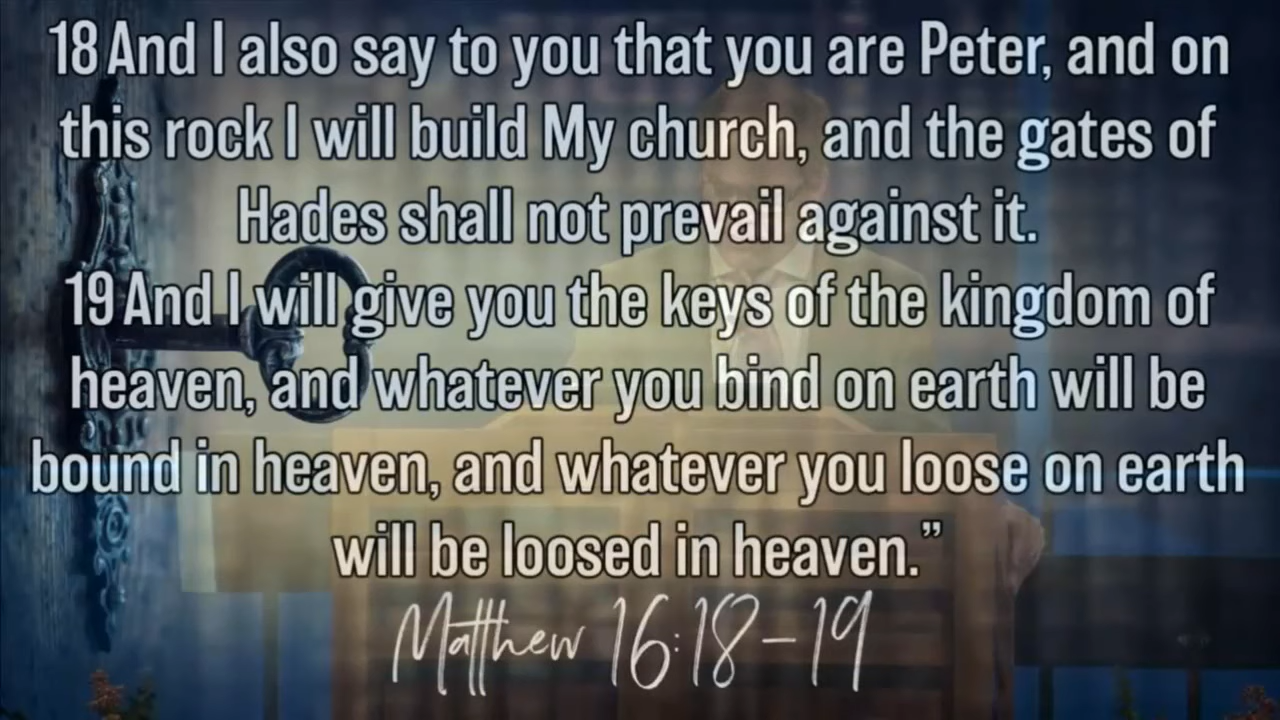 18 And I also say to you that you are Peter, and on
this rock I will build My church, and the gates of
Hades shall not prevail against it.
19 And I will give you the keys of the kingdom of
heaven, and whatever you bind on earth will be
bound in heaven, and whatever you loose on earth
will be loosed in heaven.”
Matthew 16:18-19